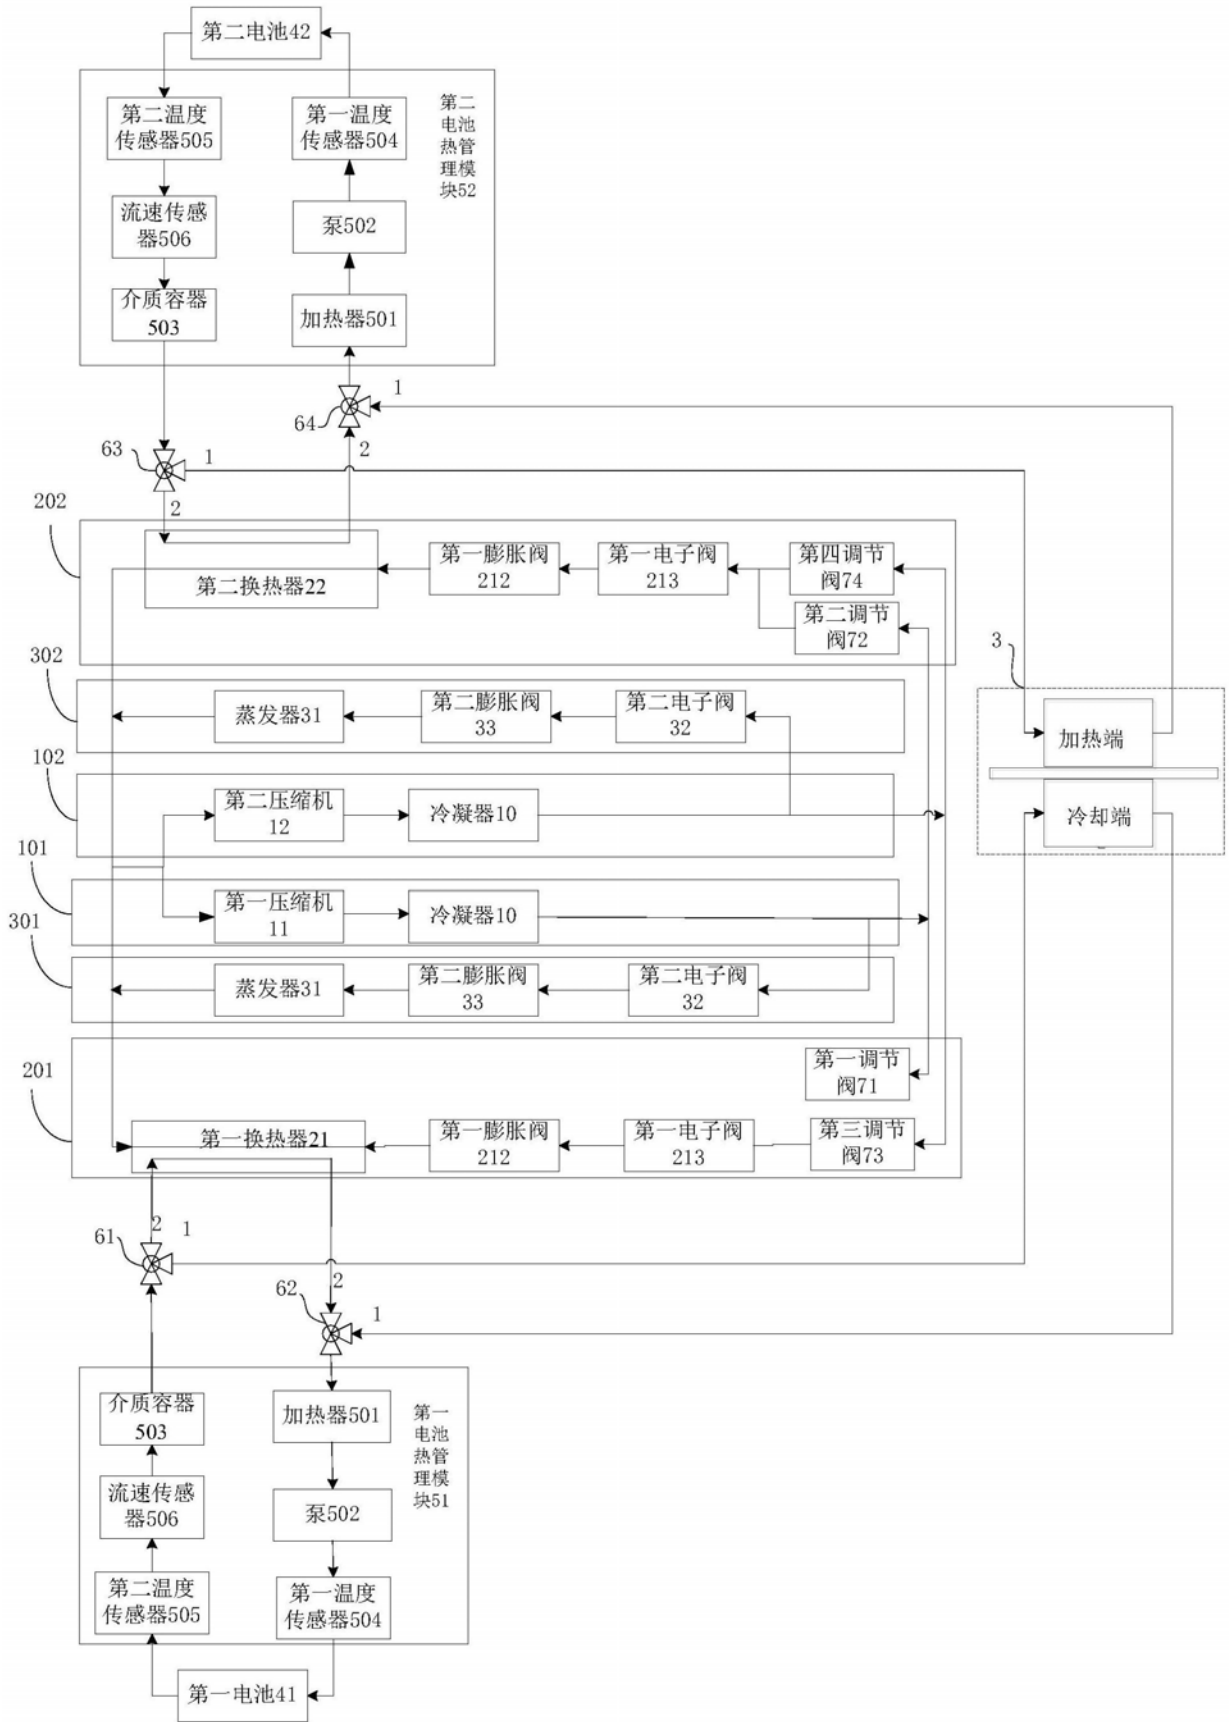 第二电池42
第二温度
传感器505
第一温度
传感器504
第二
电池
热管
理模
块52
流速传感
器506
泵502
介质容器
503
加热器501
1
64
2
63
1
2
202
第二换热器22
第一膨胀阀
212
第一电子阀
213
第四调节
阀74
第二调节
阀72
3
302
蒸发器31
第二膨胀阀
33
第二电子阀
32
加热端
102
第二压缩机
12
冷凝器10
冷却端
101
第一压缩机
11
冷凝器10
301
蒸发器31
第二膨胀阀
33
第二电子阀
32
201
第一调节
阀71
第一换热器21
第一膨胀阀
212
第一电子阀
213
第三调节
阀73
61
2
1
62
2
1
介质容器
503
加热器501
第一
电池
热管
理模
块51
流速传感
器506
泵502
第二温度
传感器505
第一温度
传感器504
第一电池41